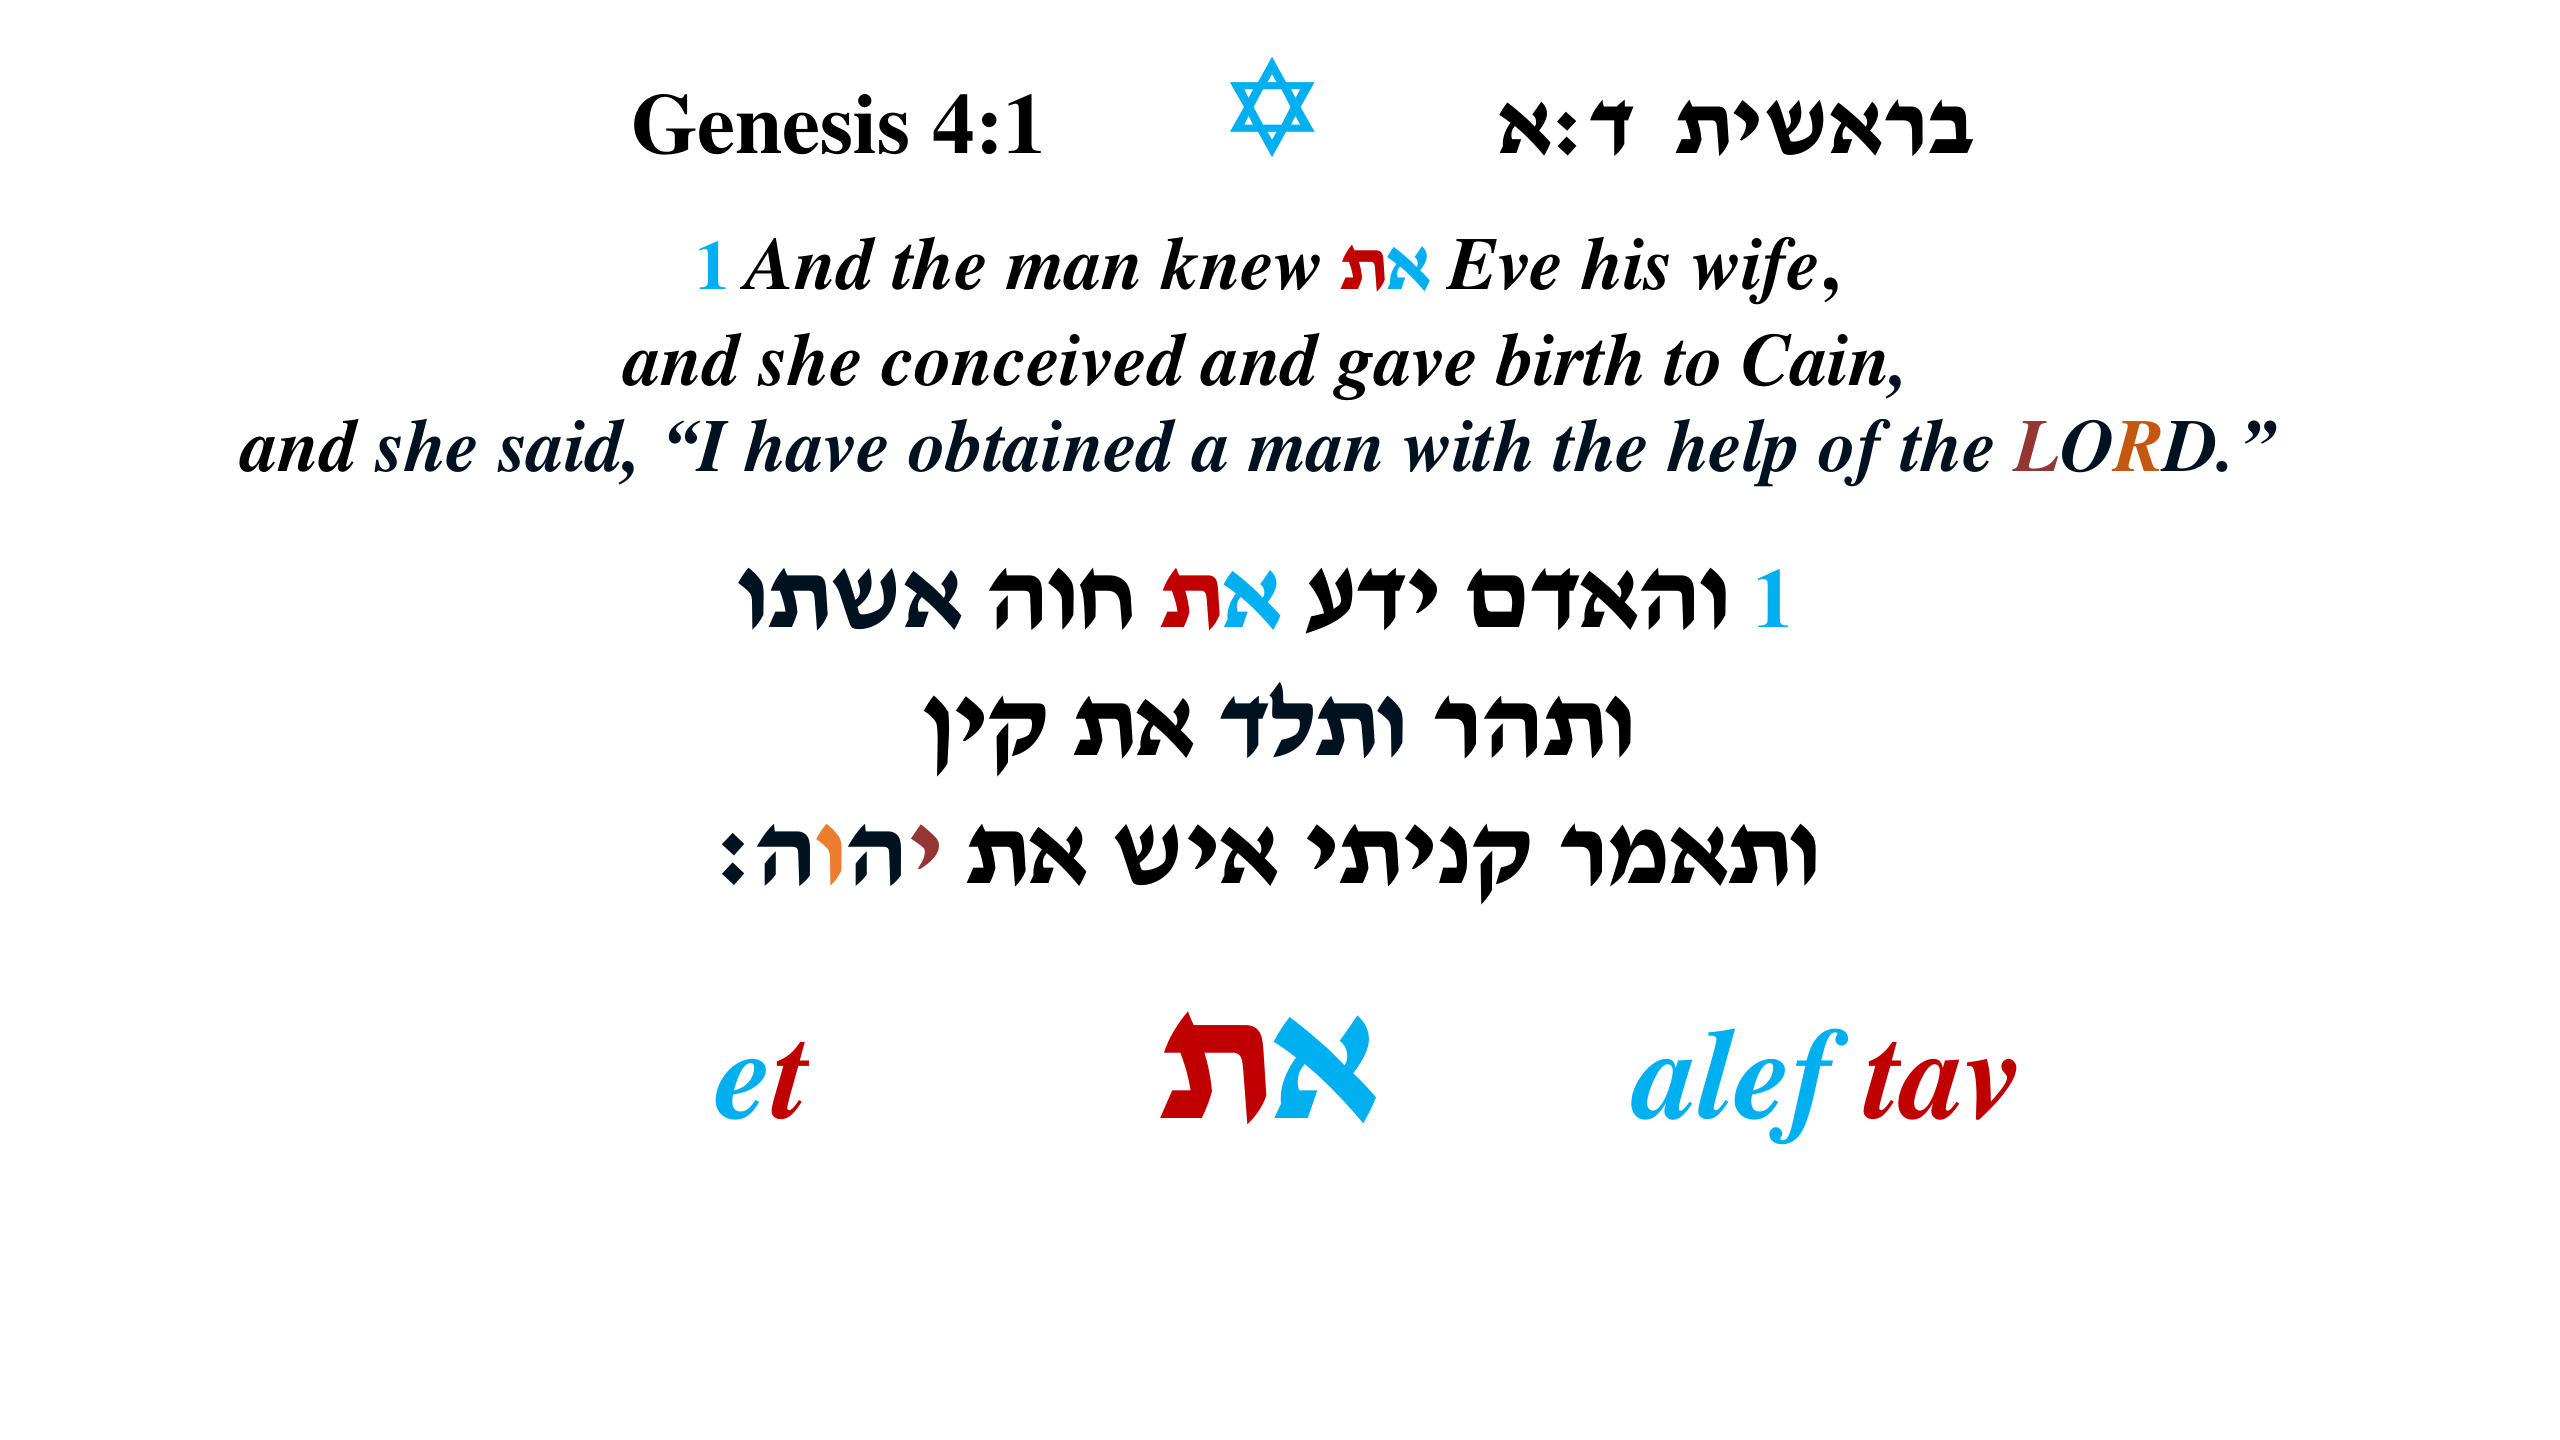 Genesis 4:1 ✡ בראשית ד:א
1 And the man knew את Eve his wife,
and she conceived and gave birth to Cain,
and she said, “I have obtained a man with the help of the LORD.”
1 והאדם ידע את חוה אשתו
ותהר ותלד את קין
ותאמר קניתי איש את יהוה:
et את alef tav